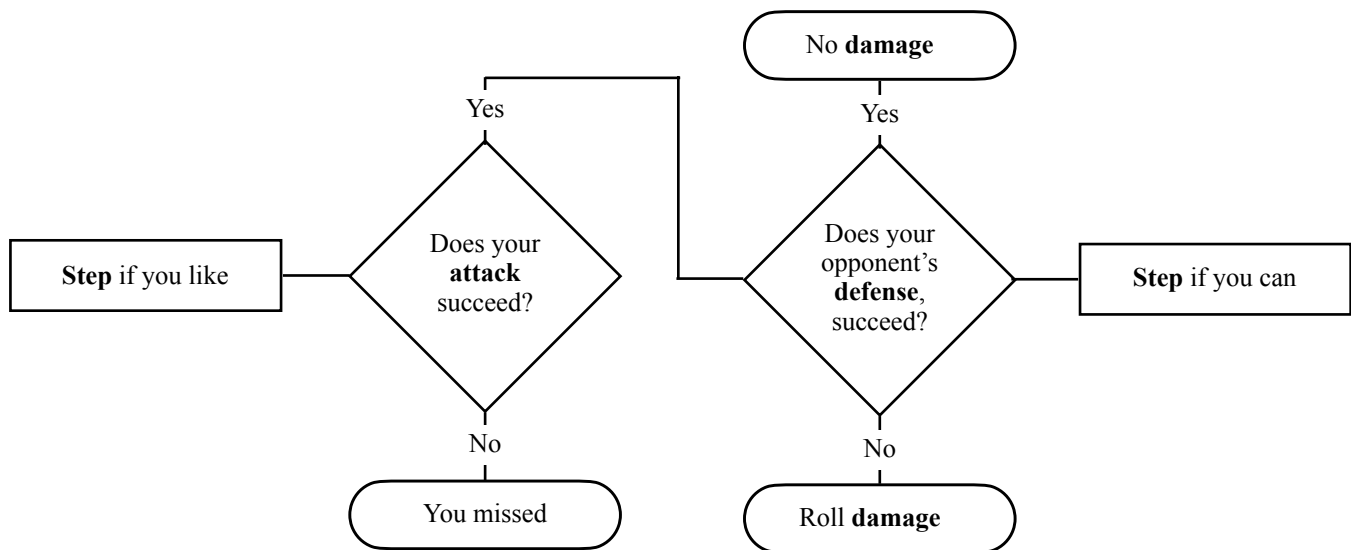 No damage
Yes
Yes
Step if you like
Does your
attack
succeed?
Does your
opponent’s
defense,
succeed?
Step if you can
No
No
You missed
Roll damage